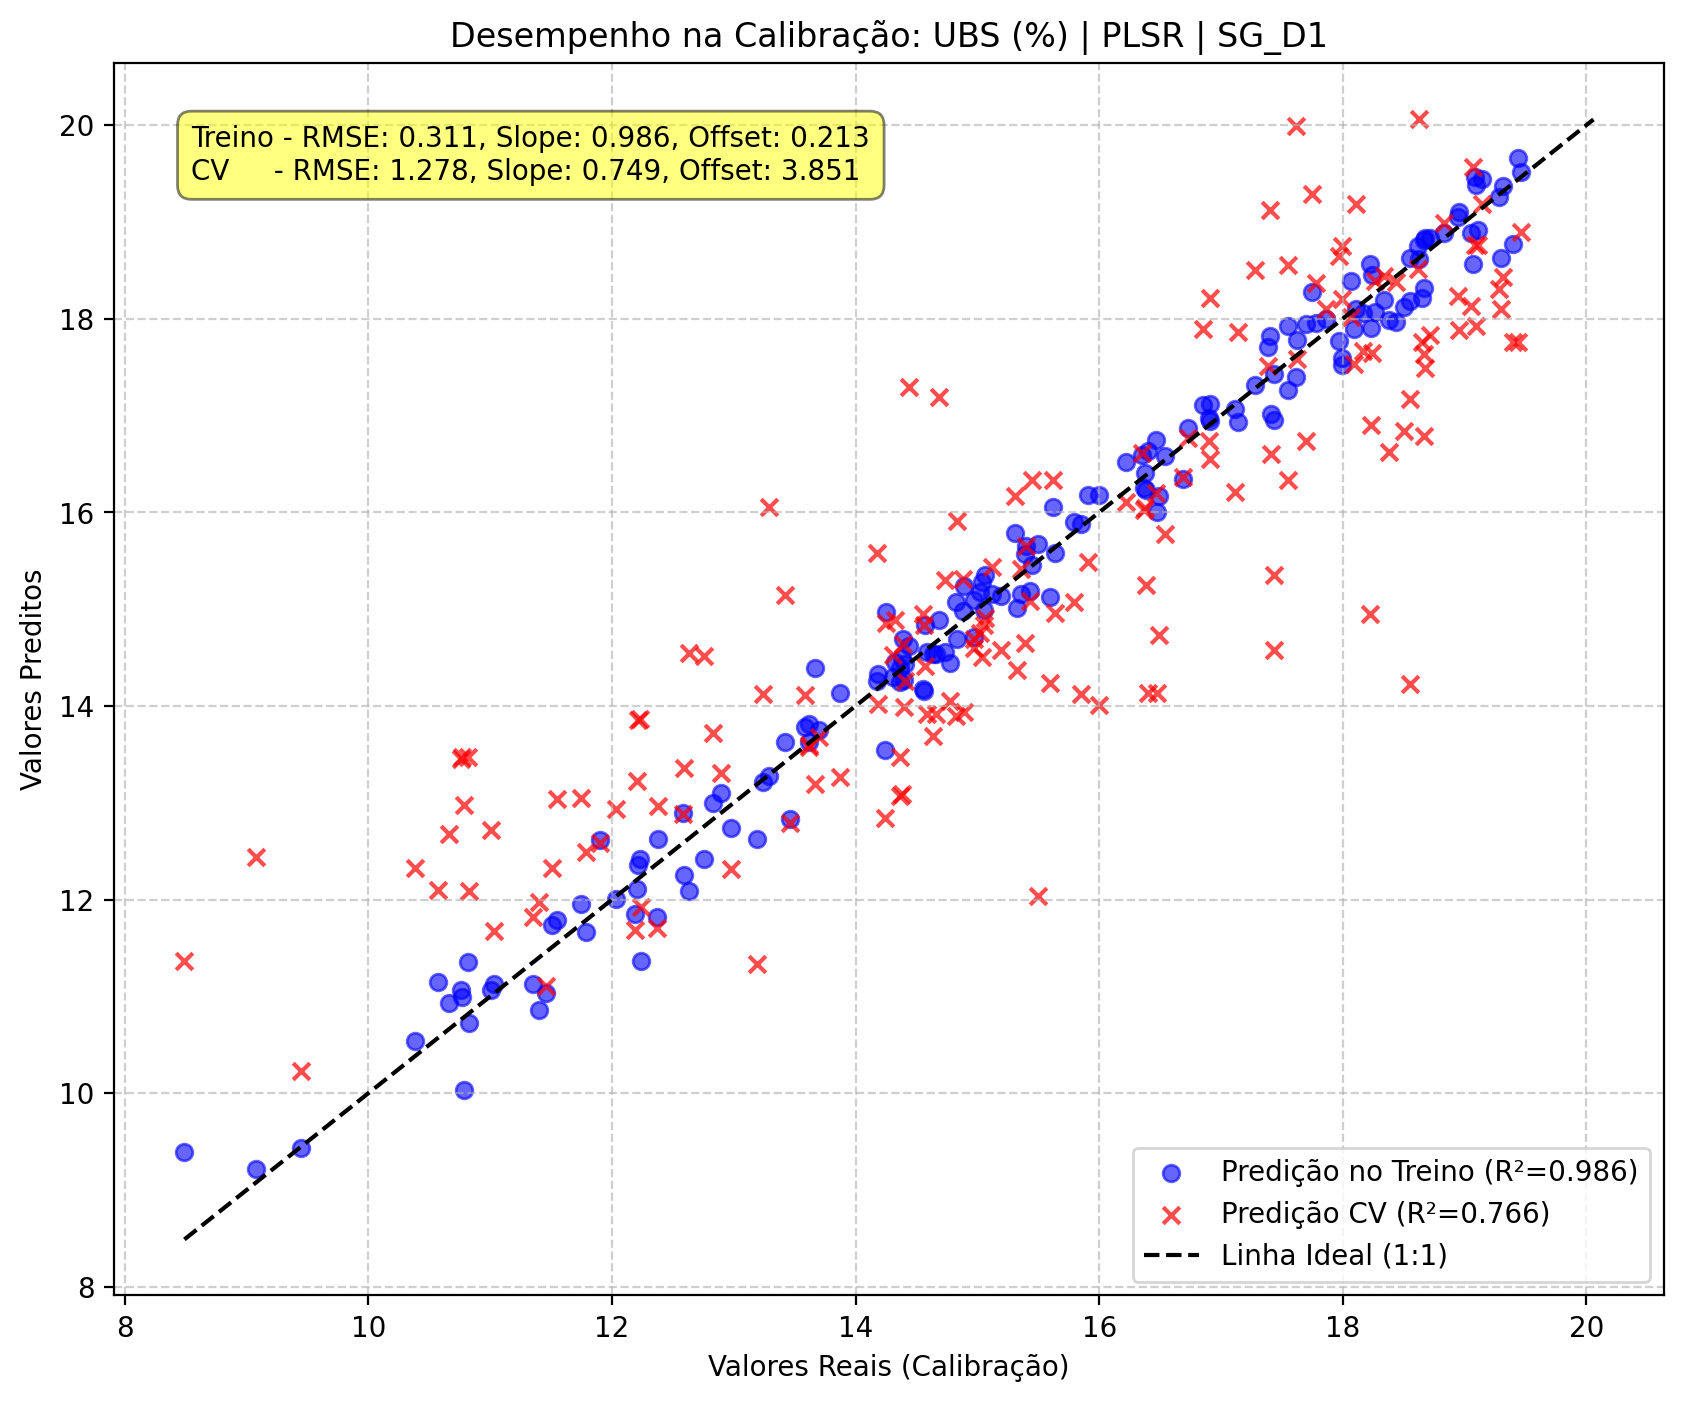 Desempenho na Calibração: UBS (%) | PLSR | SG_D1
Treino - RMSE: 0.311, Slope: 0.986, Offset: 0.213
CV - RMSE: 1.278, Slope: 0.749, Offset: 3.851
Valores Preditos
20
18
16
14
12
10
8
Predição no Treino (R²=0.986)
Predição CV (R²=0.766)
Linha Ideal (1:1)
8 10 12 14 16 18 20
Valores Reais (Calibração)